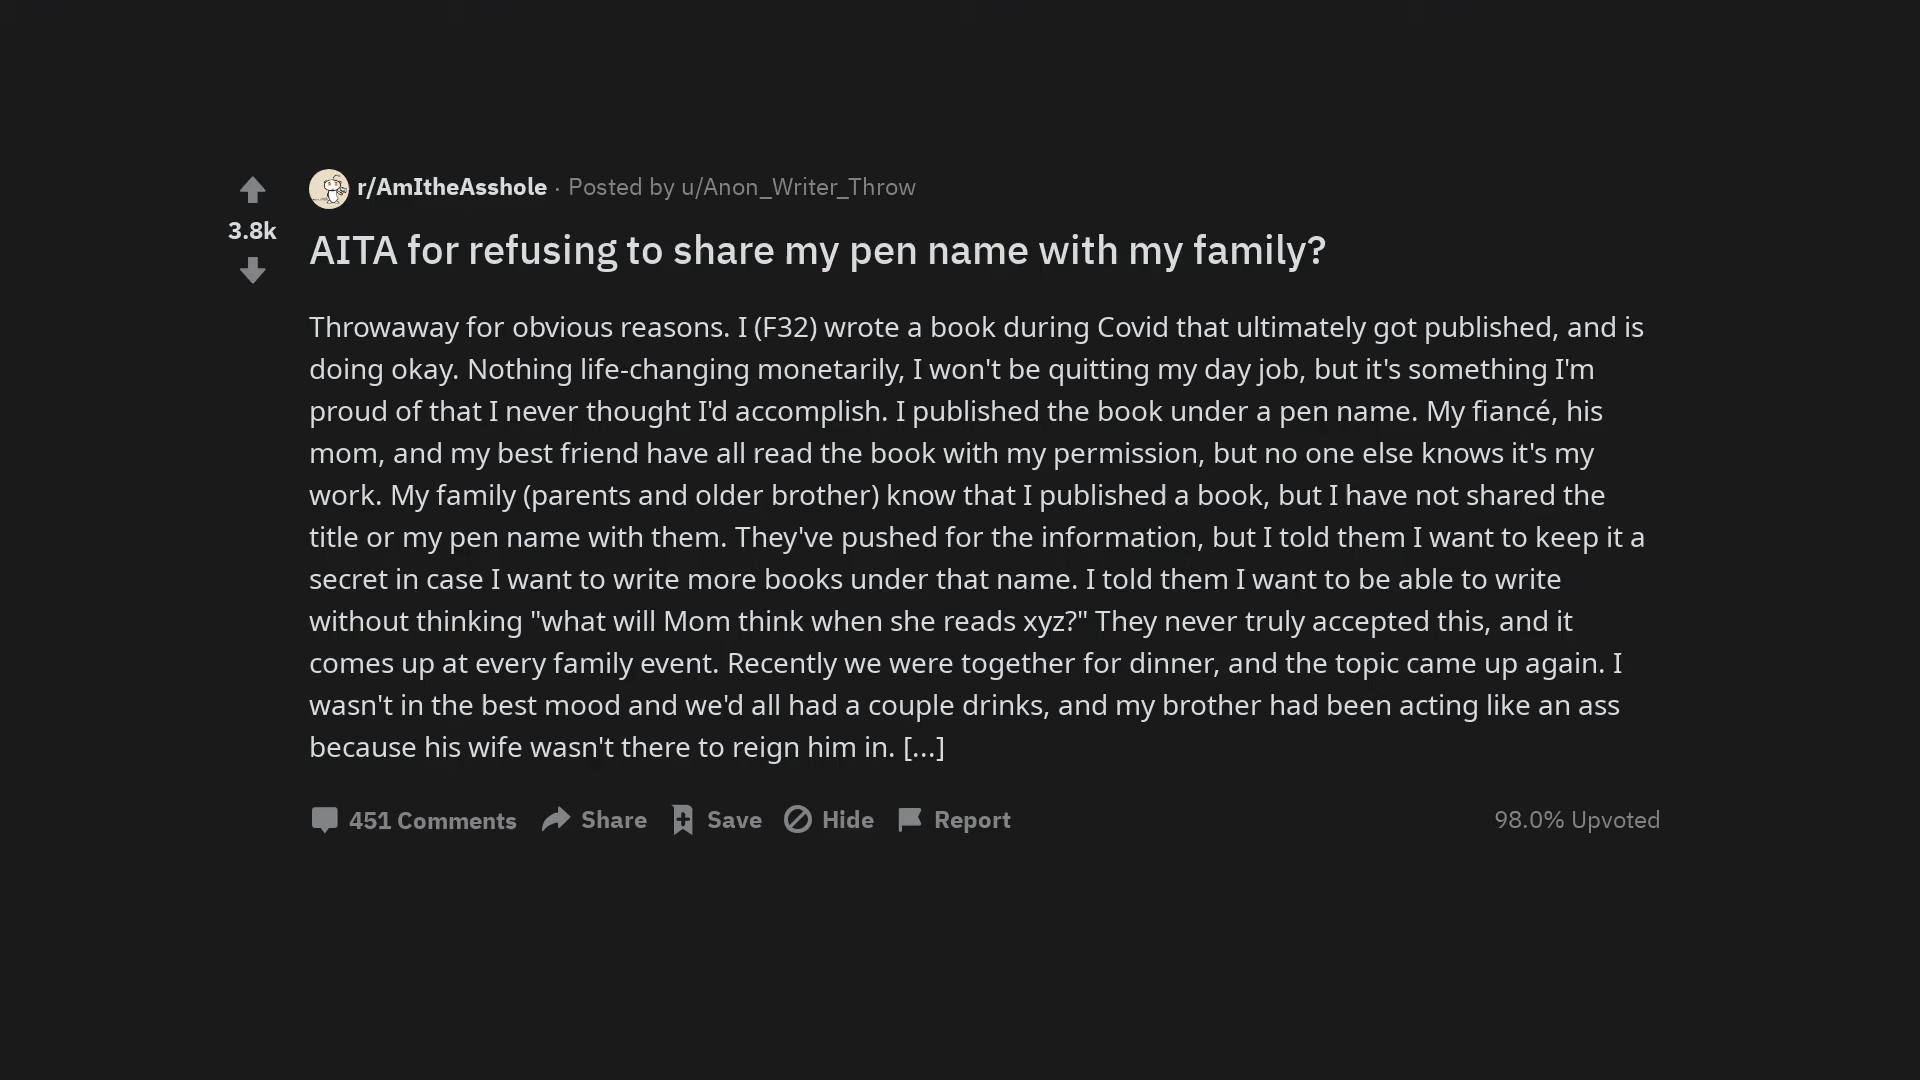 r/AmItheAsshole · Posted by u/Anon_Writer_Throw
3.8k
AITA for refusing to share my pen name with my family?
Throwaway for obvious reasons. I (F32) wrote a book during Covid that ultimately got published, and is
doing okay. Nothing life-changing monetarily, I won't be quitting my day job, but it's something I'm
proud of that I never thought I'd accomplish. I published the book under a pen name. My fiancé, his
mom, and my best friend have all read the book with my permission, but no one else knows it's my
work. My family (parents and older brother) know that I published a book, but I have not shared the
title or my pen name with them. They've pushed for the information, but I told them I want to keep it a
secret in case I want to write more books under that name. I told them I want to be able to write
without thinking "what will Mom think when she reads xyz?" They never truly accepted this, and it
comes up at every family event. Recently we were together for dinner, and the topic came up again. I
wasn't in the best mood and we'd all had a couple drinks, and my brother had been acting like an ass
because his wife wasn't there to reign him in. [...]
451 Comments Share Save Hide Report 98.0% Upvoted